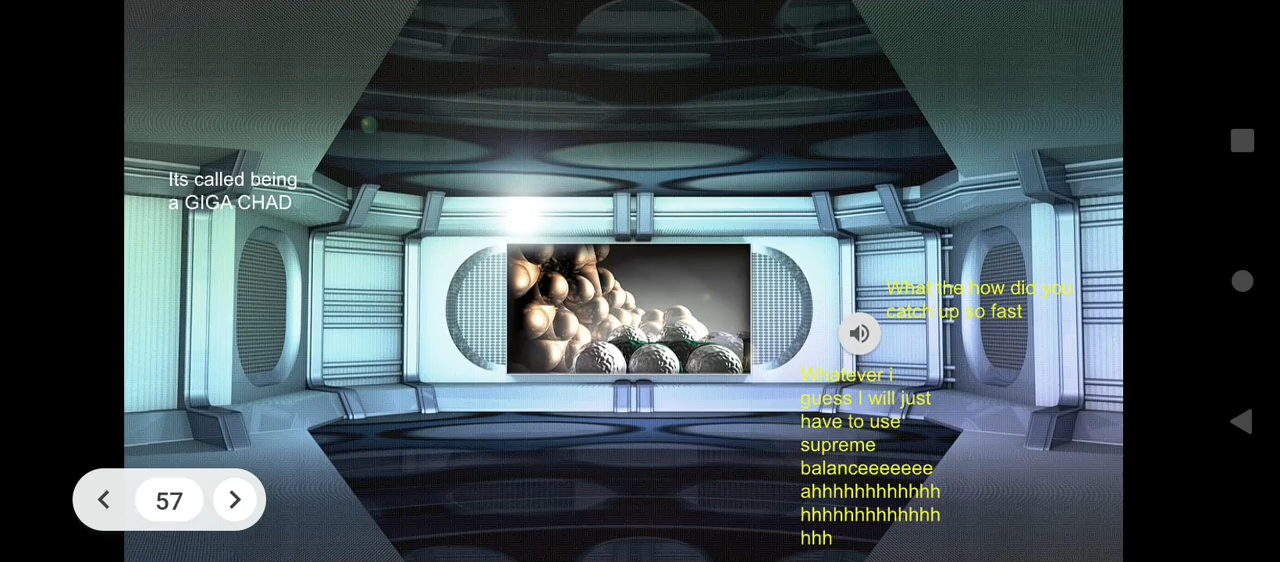 Its called being
a GIGA CHAD
What the how did you
catch up so fast
Whatever i
guess I will just
have to use
supreme
balanceeeeeee
ahhhhhhhhhhhh
hhhhhhhhhhhhh
hhh
57